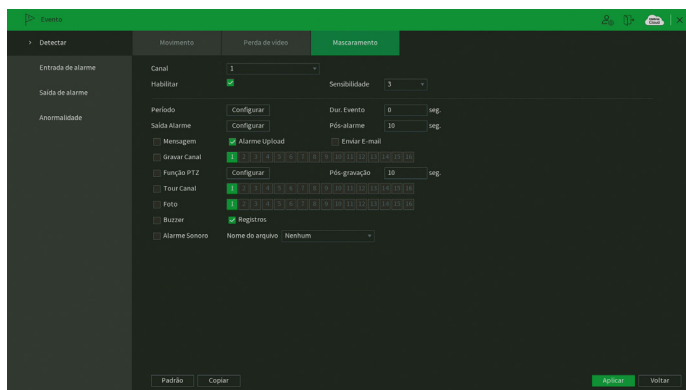 Evento
Detectar
Movimento
Perda de vídeo
Mascaramento
Entrada de alarme
Saída de alarme
Anormalidade
Canal 1
Habilitar Sensibilidade 3
Período Configurar Dur. Evento 0 seg.
Saída Alarme Configurar Pós-alarme 10 seg.
Mensagem Alarme Upload Enviar E-mail
Gravar Canal 1 2 3 4 5 6 7 8 9 10 11 12 13 14 15 16
Função PTZ Configurar Pós-gravação 10 seg.
Tour Canal 1 2 3 4 5 6 7 8 9 10 11 12 13 14 15 16
Foto 1 2 3 4 5 6 7 8 9 10 11 12 13 14 15 16
Buzzer Registros
Alarme Sonoro Nome do arquivo Nenhum
Padrão Copiar Aplicar Voltar